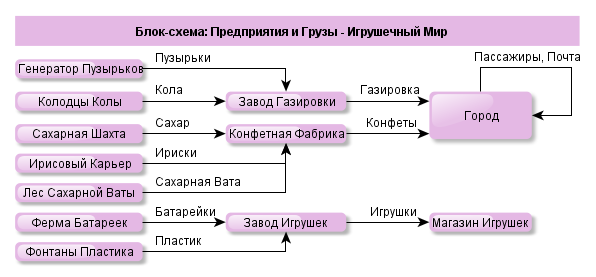 Блок-схема: Предприятия и Грузы - Игрушечный Мир
Пассажиры, Почта
Генератор Пузырьков
Пузырьки
Колодцы Колы
Кола
Завод Газировки
Газировка
Город
Сахарная Шахта
Сахар
Конфетная Фабрика
Конфеты
Ирисовый Карьер
Ириски
Лес Сахарной Ваты
Сахарная Вата
Ферма Батареек
Батарейки
Завод Игрушек
Игрушки
Магазин Игрушек
Фонтаны Пластика
Пластик